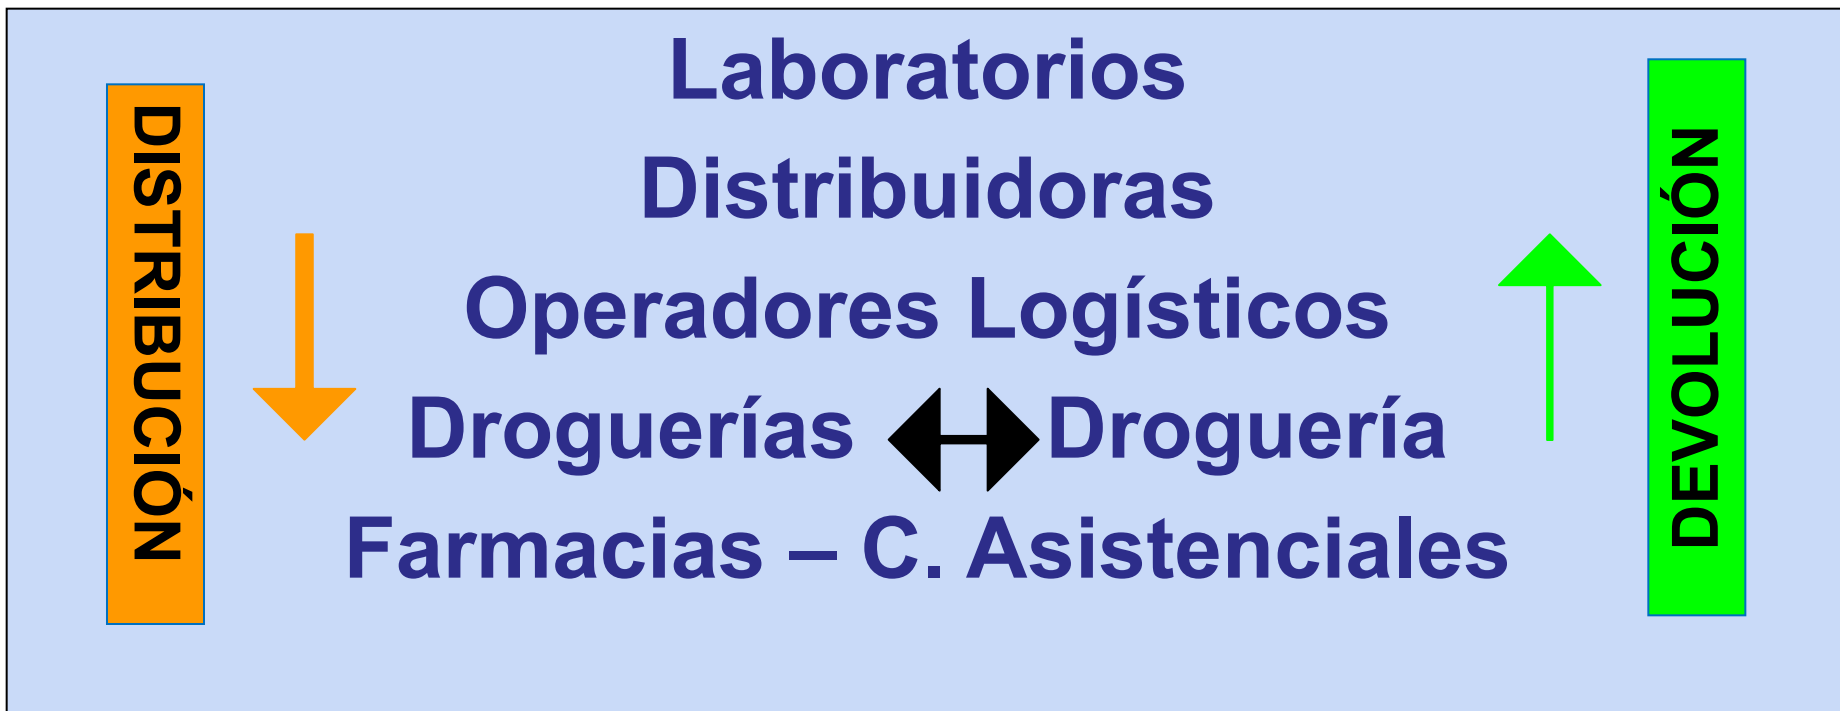 Laboratorios
Distribuidoras
Operadores Logísticos
Droguerías Droguería
Farmacias – C. Asistenciales
DISTRIBUCIÓN
DEVOLUCIÓN